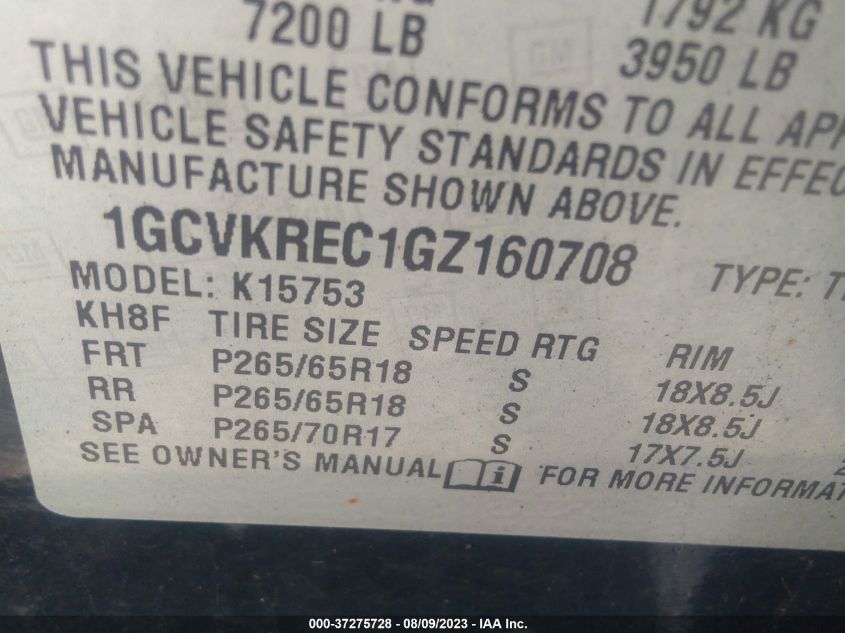 7200 LB 1792 KG
3950 LB
THIS VEHICLE CONFORMS TO ALL
VEHICLE SAFETY STANDARDS IN
MANUFACTURE SHOWN ABOVE.
1GCVKREC1GZ160708 TYPE:
MODEL: K15753
KH8F TIRE SIZE SPEED RTG RIM
FRT P265/65R18 S 18X8.5J
RR P265/65R18 S 18X8.5J
SPA P265/70R17 S 17X7.5J
SEE OWNER'S MANUAL FOR MORE
000-37275728 - 08/09/2023 - IAA Inc.